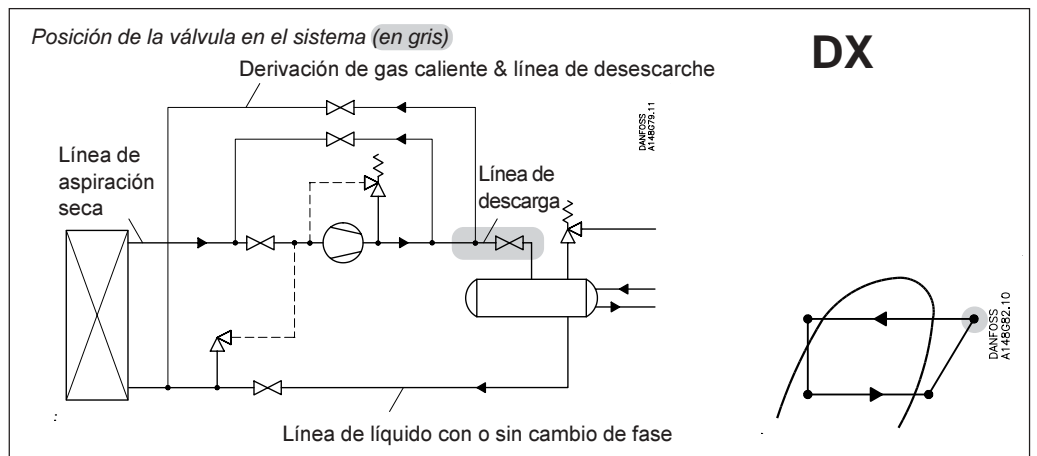 Posición de la válvula en el sistema (en gris)
DX
Derivación de gas caliente & línea de desescarche
DANFOSS
A148G79.11
Línea de
aspiración
seca
Línea de
descarga
DANFOSS
A148G82.10
Línea de líquido con o sin cambio de fase